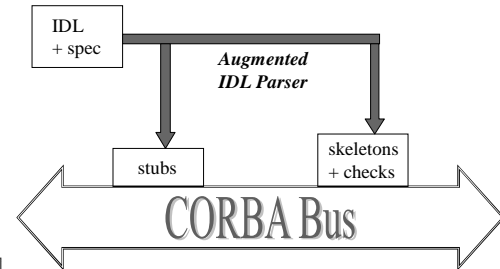 IDL
+ spec
Augmented
IDL Parser
stubs
skeletons
+ checks
CORBA Bus